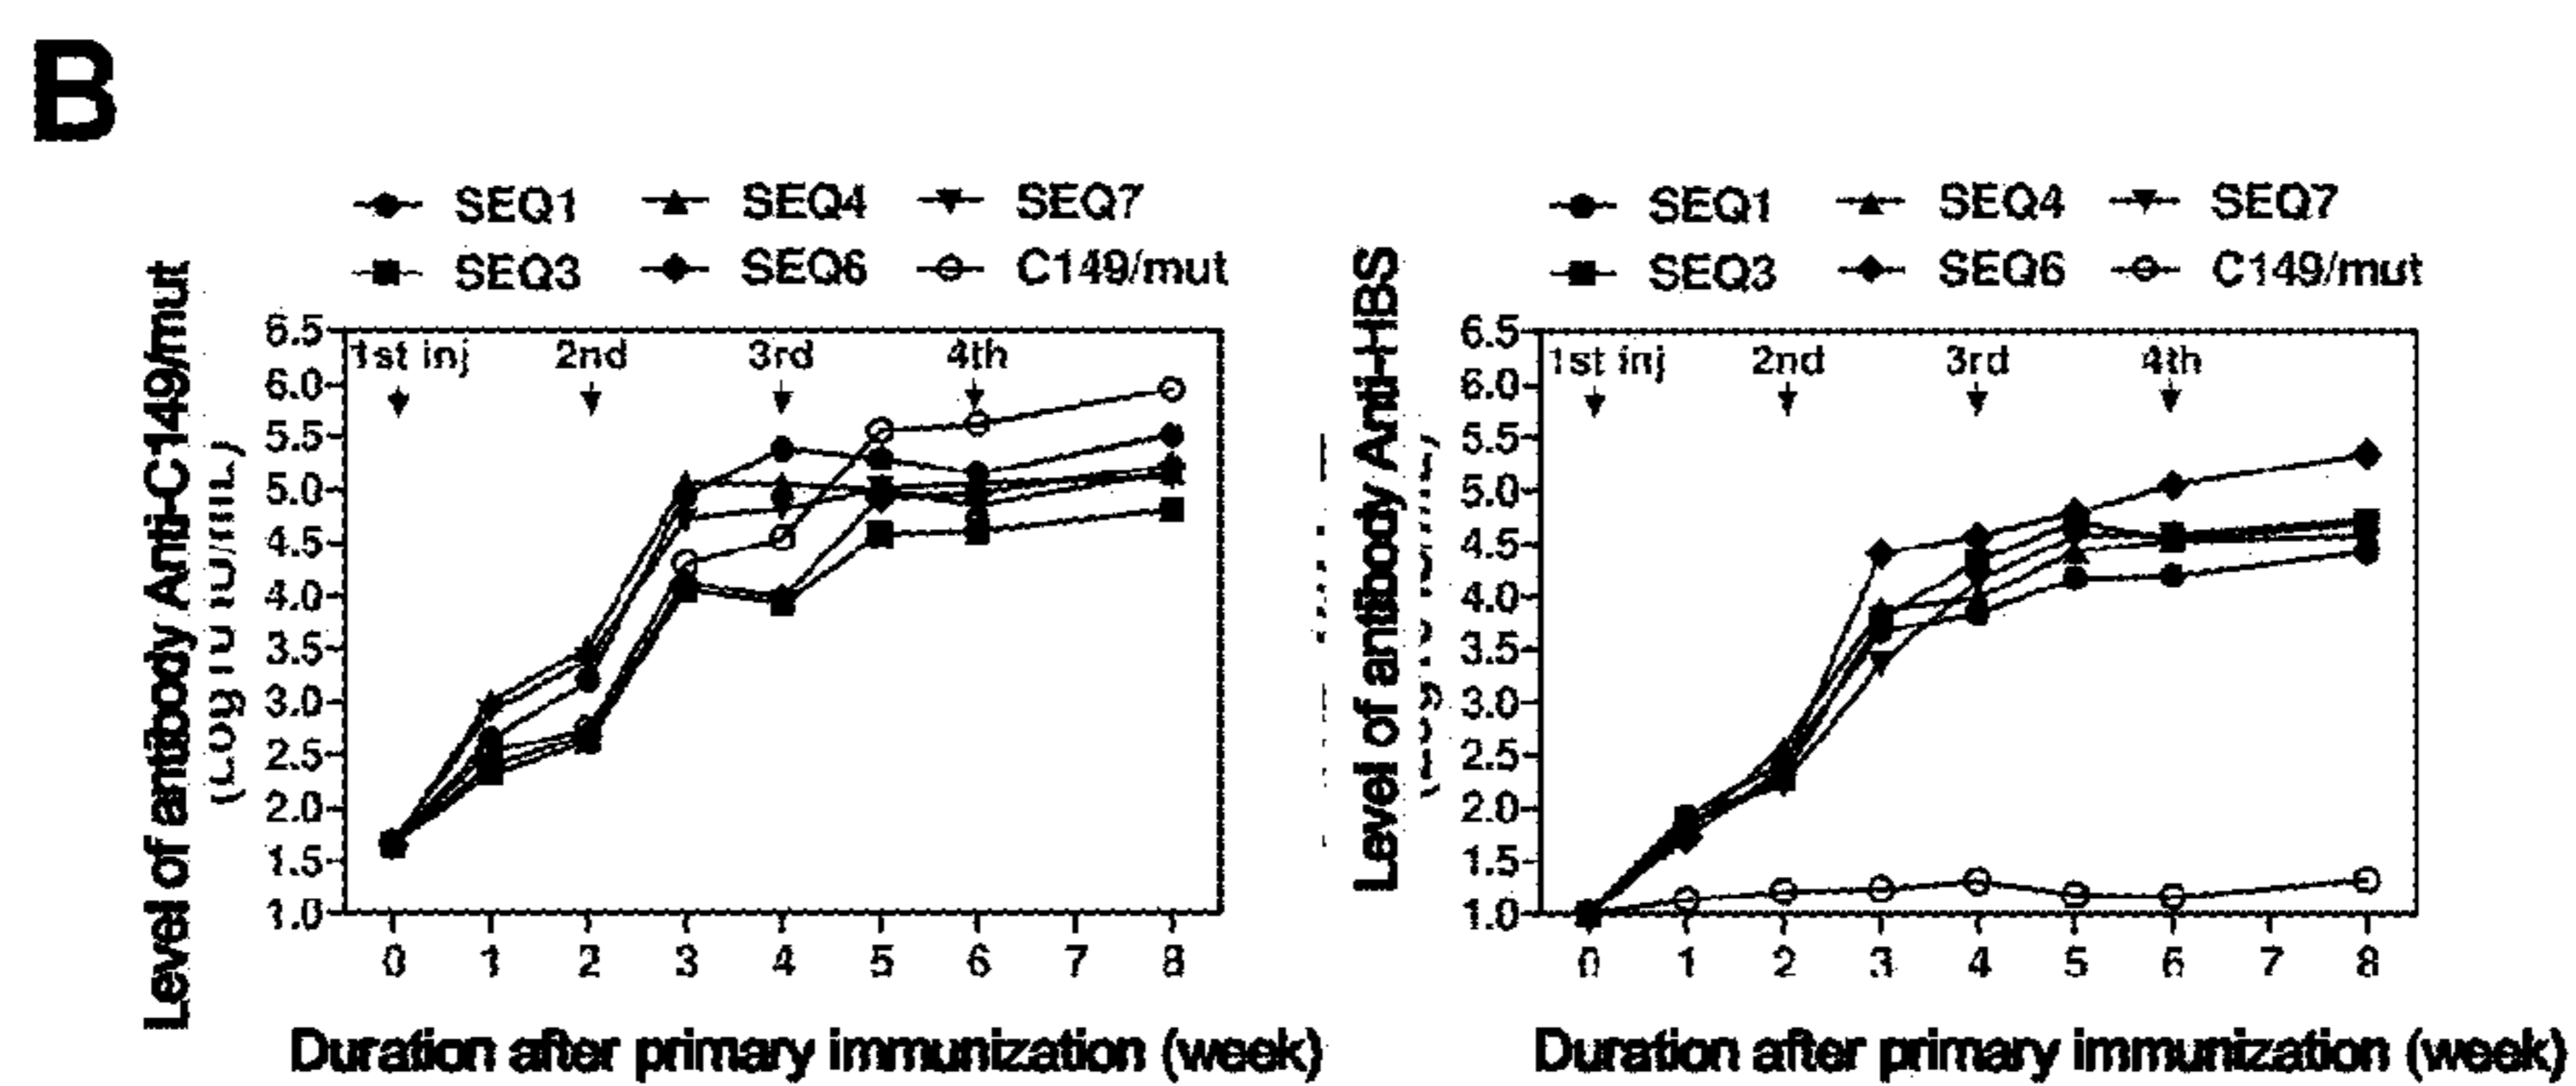 B
SEQ1 SEQ4 SEQ7
SEQ3 SEQ6 C149/mut
Level of antibody Anti-C149/mut
6.5
6.0
5.5
5.0
4.5
4.0
3.5
3.0
2.5
2.0
1.5
1.0
1st inj 2nd 3rd 4th
0 1 2 3 4 5 6 7 8
Duration after primary immunization (week)
SEQ1 SEQ4 SEQ7
SEQ3 SEQ6 C149/mut
Level of antibody Anti-HBS
6.5
6.0
5.5
5.0
4.5
4.0
3.5
3.0
2.5
2.0
1.5
1.0
1st inj 2nd 3rd 4th
0 1 2 3 4 5 6 7 8
Duration after primary immunization (week)